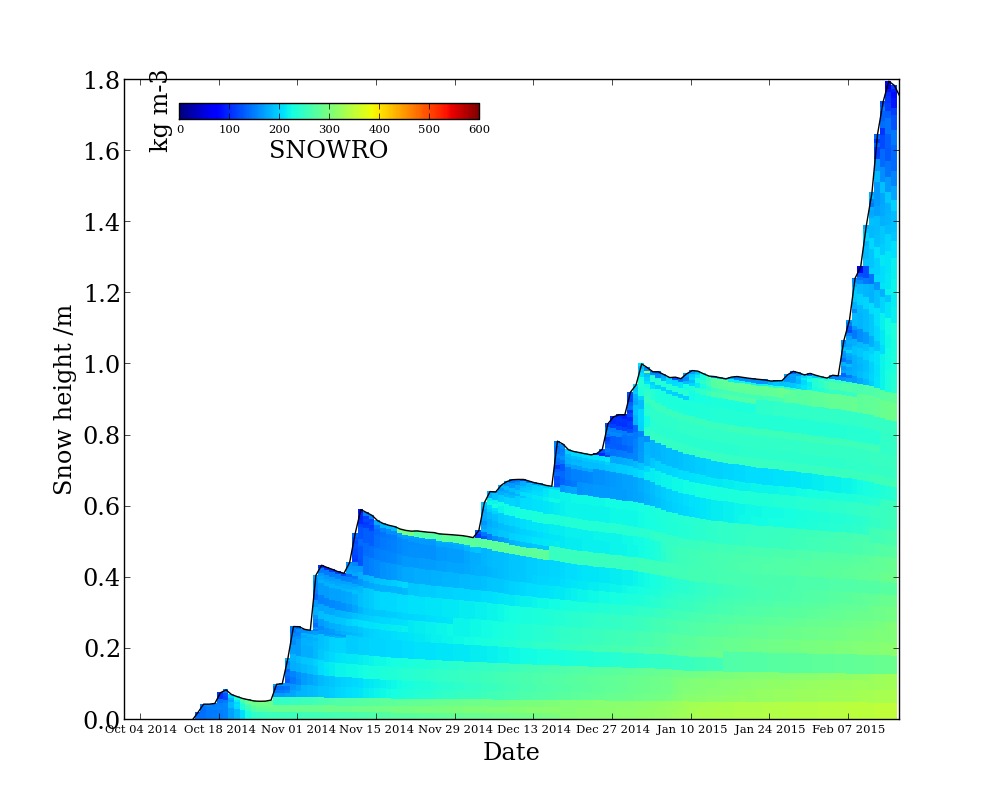 1.8
kg m-3
0 100 200 300 400 500 600
SNOWRO
1.6
1.4
1.2
1.0
0.8
0.6
0.4
0.2
0.0
Snow height /m
Oct 04 2014 Oct 18 2014 Nov 01 2014 Nov 15 2014 Nov 29 2014 Dec 13 2014 Dec 27 2014 Jan 10 2015 Jan 24 2015 Feb 07 2015
Date